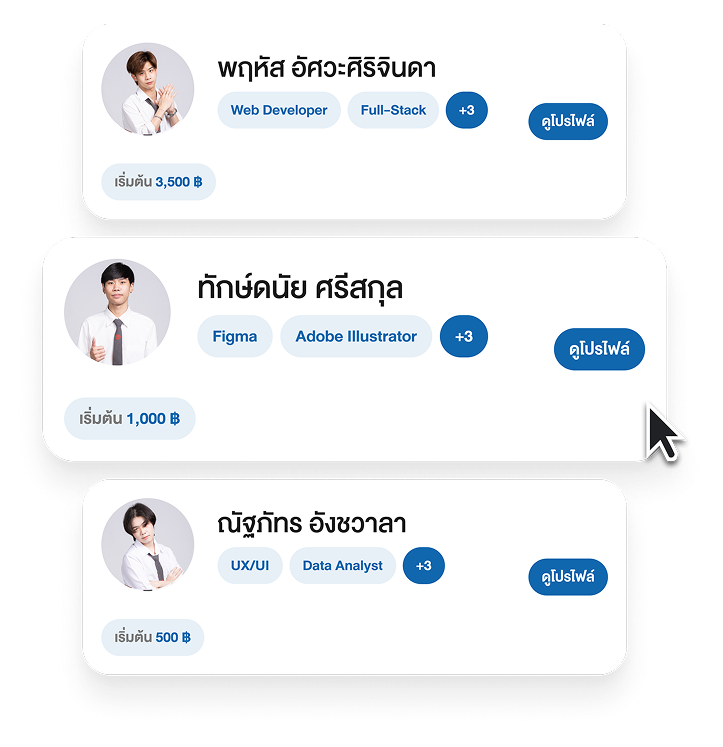 พฤหัส อัศวะศิริจินดา
Web Developer Full-Stack +3
ดูโปรไฟล์
เริ่มต้น 3,500 ฿
ทักษ์ดนัย ศรีสกุล
Figma Adobe Illustrator +3
ดูโปรไฟล์
เริ่มต้น 1,000 ฿
ณัฐภัทร อังชวาลา
UX/UI Data Analyst +3
ดูโปรไฟล์
เริ่มต้น 500 ฿